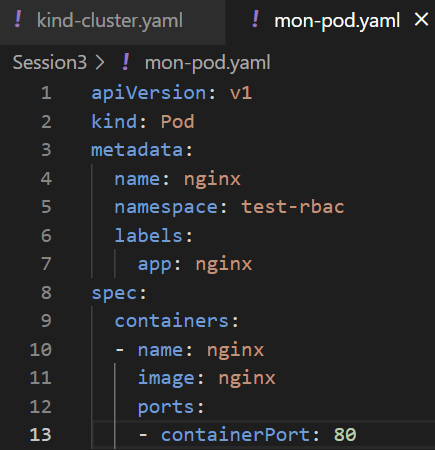 ! kind-cluster.yaml ! mon-pod.yaml ×
Session3 > ! mon-pod.yaml
1 apiVersion: v1
2 kind: Pod
3 metadata:
4   name: nginx
5   namespace: test-rbac
6   labels:
7     app: nginx
8 spec:
9   containers:
10   - name: nginx
11     image: nginx
12     ports:
13     - containerPort: 80